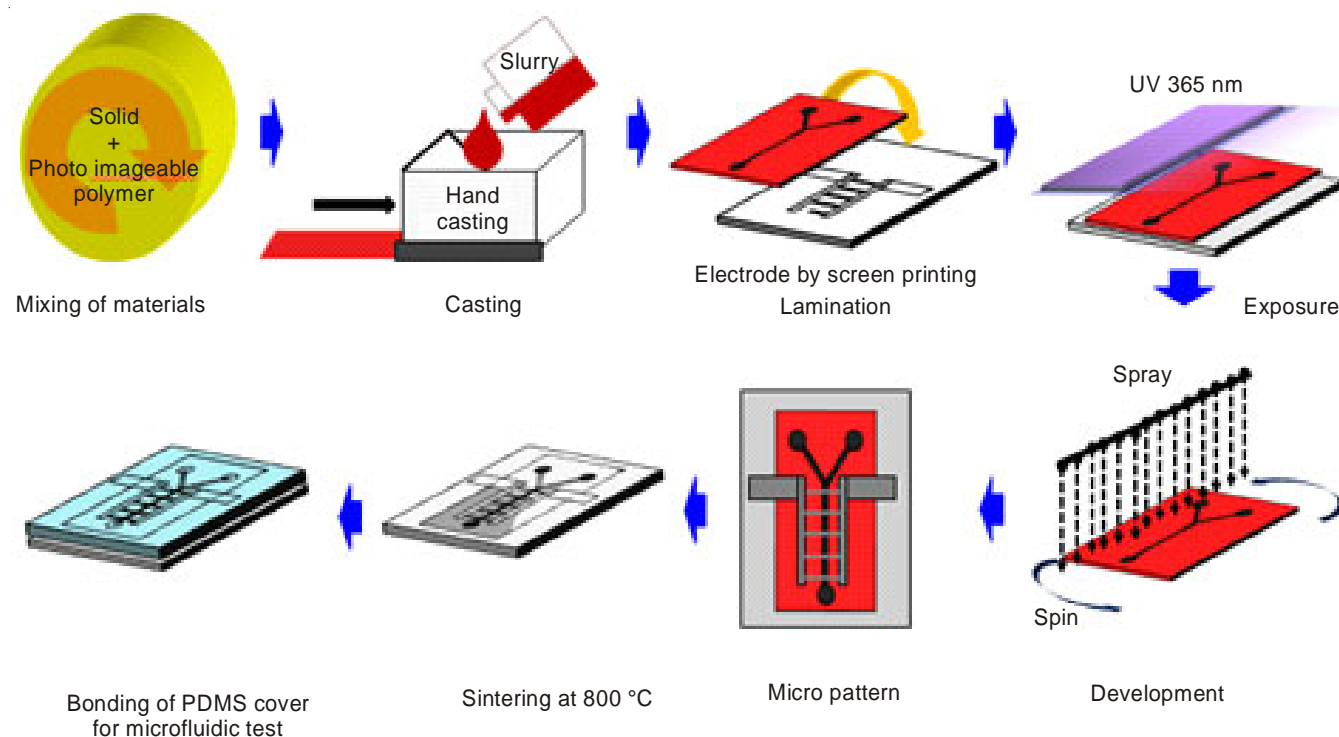 Solid
+
Photo imageable
polymer
Mixing of materials
Slurry
Hand
casting
Casting
Electrode by screen printing
Lamination
UV 365 nm
Exposure
Spray
Spin
Development
Micro pattern
Sintering at 800 °C
Bonding of PDMS cover
for microfluidic test